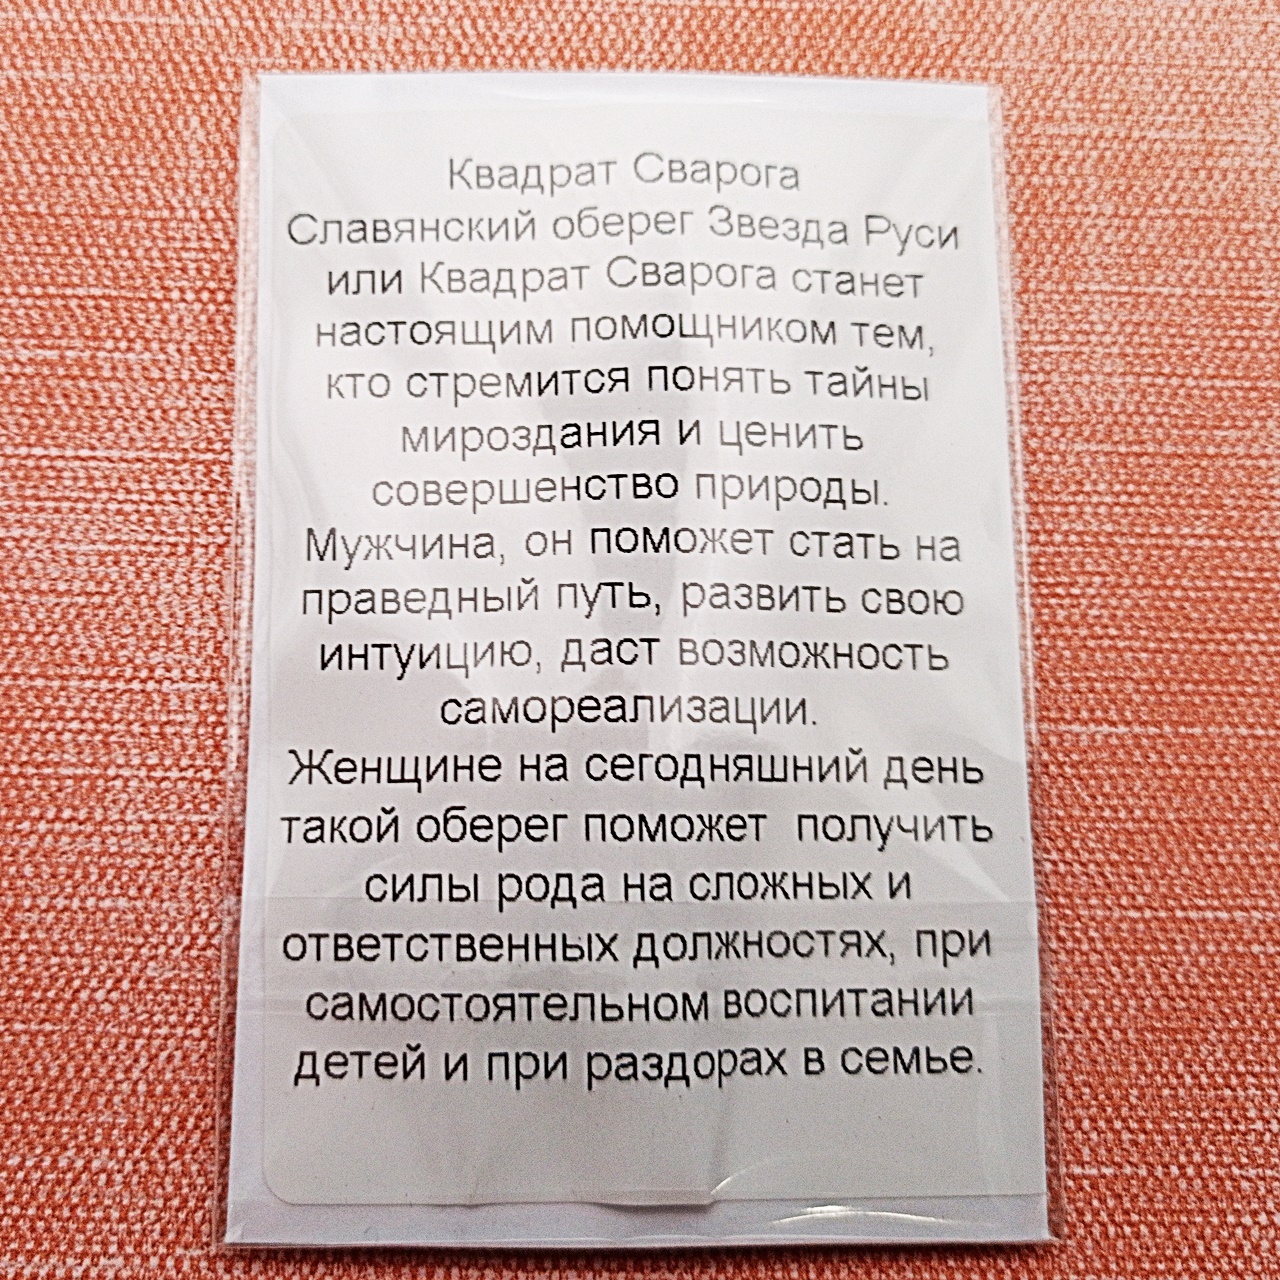 Квадрат Сварога
Славянский оберег Звезда Руси
или Квадрат Сварога станет
настоящим помощником тем,
кто стремится понять тайны
мироздания и ценить
совершенство природы.
Мужчина, он поможет стать на
праведный путь, развить свою
интуицию, даст возможность
самореализации.
Женщине на сегодняшний день
такой оберег поможет  получить
силы рода на сложных и
ответственных должностях, при
самостоятельном воспитании
детей и при раздорах в семье.